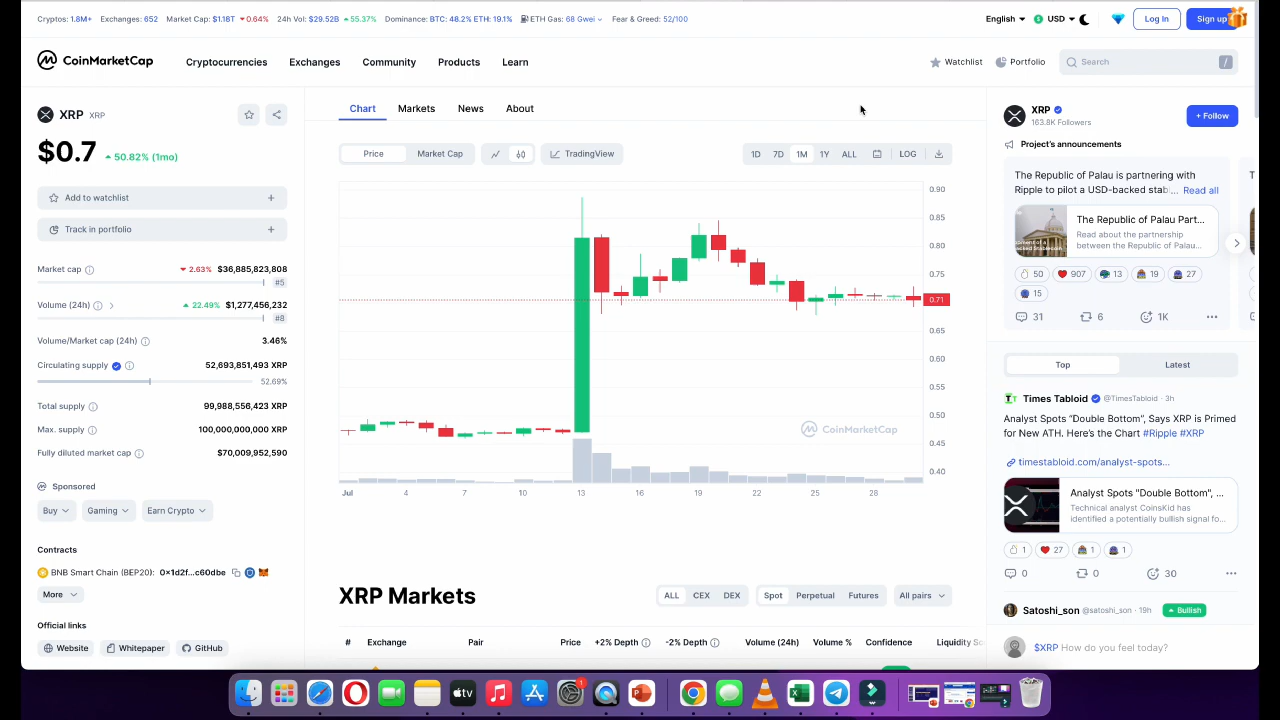 Cryptos: 1.8M+ Exchanges: 652 Market Cap: $1.18T 0.64% 24h Vol: $29.52B 55.37% Dominance: BTC: 48.2% ETH: 19.1% ETH Gas: 68 Gwei Fear & Greed: 52/100
English USD Log In Sign up
CoinMarketCap Cryptocurrencies Exchanges Community Products Learn Watchlist Portfolio Search /
XRP XRP
$0.7 50.82% (1mo)
Add to watchlist +
Track in portfolio +
Market cap 2.63% $36,885,823,808
#5
Volume (24h) 22.49% $1,277,456,232
#8
Volume/Market cap (24h) 3.46%
Circulating supply 52,693,851,493 XRP
52.69%
Total supply 99,988,556,423 XRP
Max. supply 100,000,000,000 XRP
Fully diluted market cap $70,009,952,590
Sponsored
Buy Gaming Earn Crypto
Contracts
BNB Smart Chain (BEP20): 0x1d2f...c60dbe
More
Official links
Website Whitepaper GitHub
Chart Markets News About
Price Market Cap TradingView 1D 7D 1M 1Y ALL LOG
0.90
0.85
0.80
0.75
0.71
0.65
0.60
0.55
0.50
0.45
0.40
CoinMarketCap
Jul 4 7 10 13 16 19 22 25 28
XRP Markets ALL CEX DEX Spot Perpetual Futures All pairs
# Exchange Pair Price +2% Depth -2% Depth Volume (24h) Volume % Confidence Liquidity Sc
XRP
163.8K Followers
+ Follow
Project's announcements
The Republic of Palau is partnering with
Ripple to pilot a USD-backed stabl... Read all
The Republic of Palau Part...
Read about the partnership
between the Republic of Palau...
50 907 119 27
15
31 6 1K
Top Latest
Times Tabloid @TimesTabloid · 3h
Analyst Spots “Double Bottom”, Says XRP is Primed
for New ATH. Here’s the Chart #Ripple #XRP
timestabloid.com/analyst-spots...
Analyst Spots "Double Bottom", ...
Technical analyst CoinsKid has
identified a potentially bullish signal fo...
1 27 1 1
0 0 30
Satoshi_son @satoshi_son · 19h Bullish
$XRP How do you feel today?